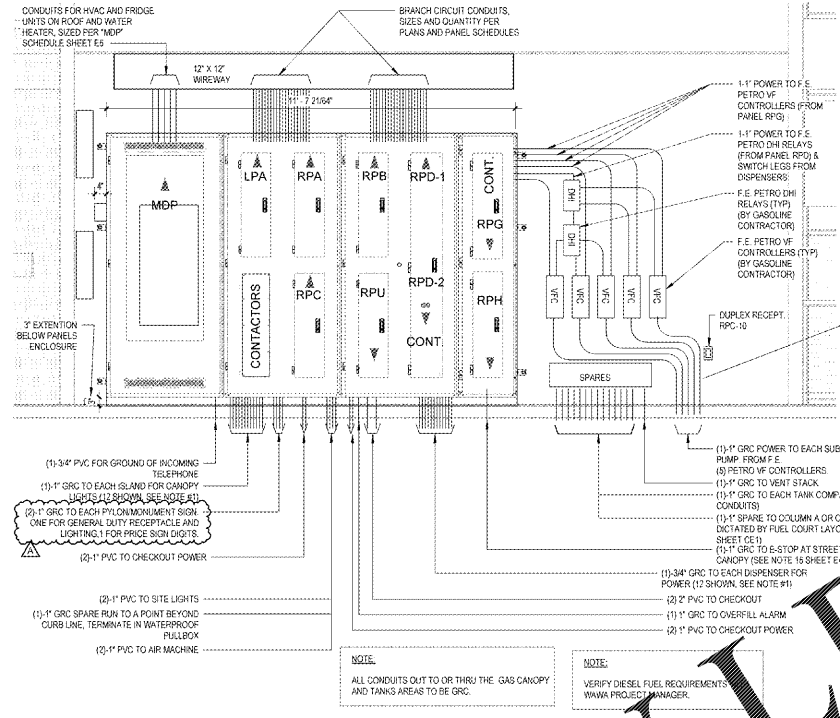 CONDUITS FOR HVAC AND FRIDGE
UNITS ON ROOF AND WATER
HEATER, SIZED PER "MDP"
SCHEDULE SHEET E5
BRANCH CIRCUIT CONDUITS,
SIZES AND QUANTITY PER
PLANS AND PANEL SCHEDULES
12" X 12"
WIREWAY
11' - 7 21/64"
1-1" POWER TO F.E.
PETRO VF
CONTROLLERS (FROM
PANEL RPG)
1-1" POWER TO F.E.
PETRO DHI RELAYS
(FROM PANEL RPD) &
SWITCH LEGS FROM
DISPENSERS
F.E. PETRO DHI
RELAYS (TYP)
(BY GASOLINE
CONTRACTOR)
F.E. PETRO VF
CONTROLLERS (TYP)
(BY GASOLINE
CONTRACTOR)
DUPLEX RECEPT.
RPC-10
4"
MDP
LPA
RPA
RPB
RPD-1
CONT.
RPG
CONTACTORS
RPC
RPU
RPD-2
CONT.
RPH
DHI
DHI
VFC
VFC
VFC
VFC
VFC
SPARES
3" EXTENTION
BELOW PANELS
ENCLOSURE
3"
(1)-3/4" PVC FOR GROUND OF INCOMING
TELEPHONE
(1)-1" GRC TO EACH ISLAND FOR CANOPY
LIGHTS (12 SHOWN, SEE NOTE #1)
(2)-1" GRC TO EACH PYLON/MONUMENT SIGN.
ONE FOR GENERAL DUTY RECEPTACLE AND
LIGHTING,1 FOR PRICE SIGN DIGITS.
A
(2)-1" PVC TO CHECKOUT POWER
(2)-1" PVC TO SITE LIGHTS
(1)-1" GRC SPARE RUN TO A POINT BEYOND
CURB LINE, TERMINATE IN WATERPROOF
PULLBOX
(2)-1" PVC TO AIR MACHINE
(1)-1" GRC POWER TO EACH SUB
PUMP. FROM F.E.
(5) PETRO VF CONTROLLERS.
(1)-1" GRC TO VENT STACK
(1)-1" GRC TO EACH TANK COMP
CONDUITS)
(1)-1" SPARE TO COLUMN A OR
DICTATED BY FUEL COURT LAYO
SHEET CE1)
(1)-1" GRC TO E-STOP AT STREET
CANOPY (SEE NOTE 15 SHEET
(1)-3/4" GRC TO EACH DISPENSER FOR
POWER (12 SHOWN, SEE NOTE #1)
(2) 2" PVC TO CHECKOUT
(1) 1" GRC TO OVERFILL ALARM
(2) 1" PVC TO CHECKOUT POWER
NOTE:
ALL CONDUITS OUT TO OR THRU THE GAS CANOPY
AND TANKS AREAS TO BE GRC.
NOTE:
VERIFY DIESEL FUEL REQUIREMENTS
WAWA PROJECT MANAGER.